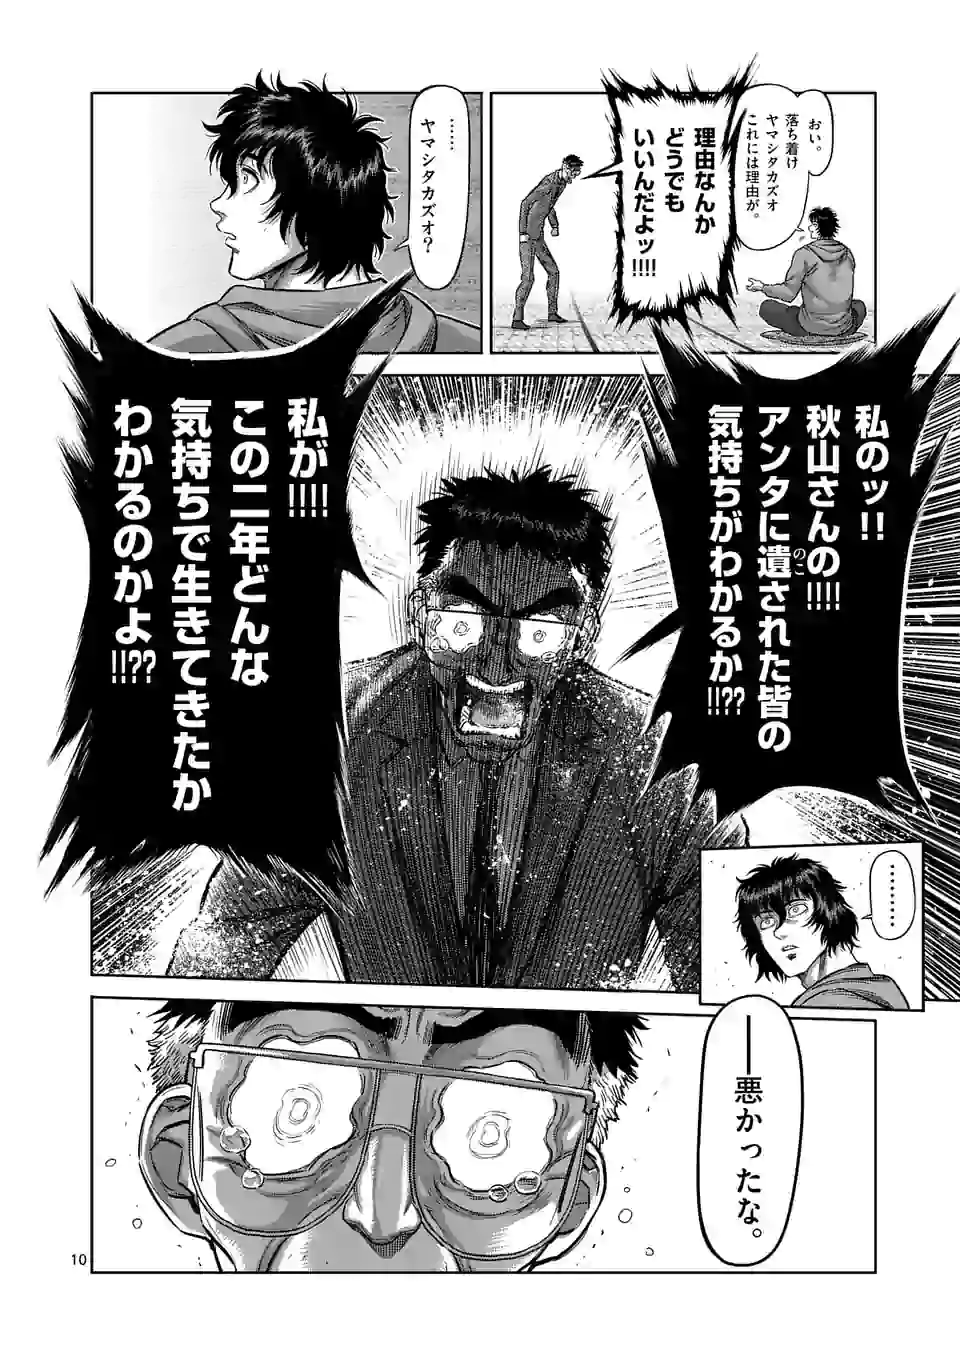 おい。
落ち着け
ヤマシタカズオ
これには理由が。
理由なんか
どうでも
いいんだよッ!!!!
………
ヤマシタカズオ?
私のッ!!
秋山さんの!!!!
アンタに遺された皆の
のこ
気持ちがわかるか!!??
私が!!!!
この二年どんな
気持ちで生きてきたか
わかるのかよ!!??
………
──悪かったな。
10